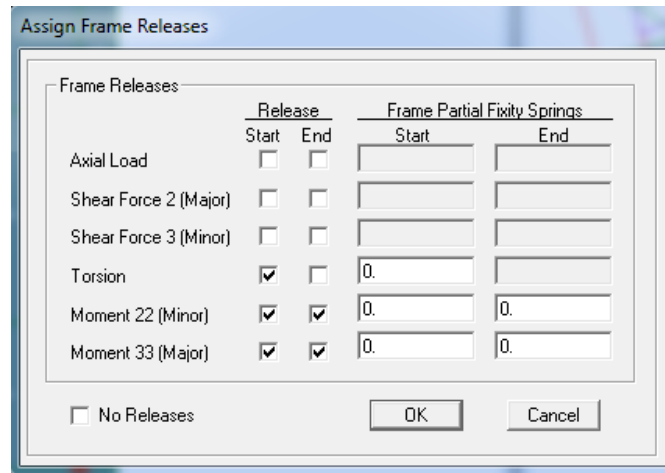 Assign Frame Releases
Frame Releases
Release Frame Partial Fixity Springs
Start End Start End
Axial Load
Shear Force 2 (Major)
Shear Force 3 (Minor)
Torsion 0.
Moment 22 (Minor) 0. 0.
Moment 33 (Major) 0. 0.
No Releases OK Cancel